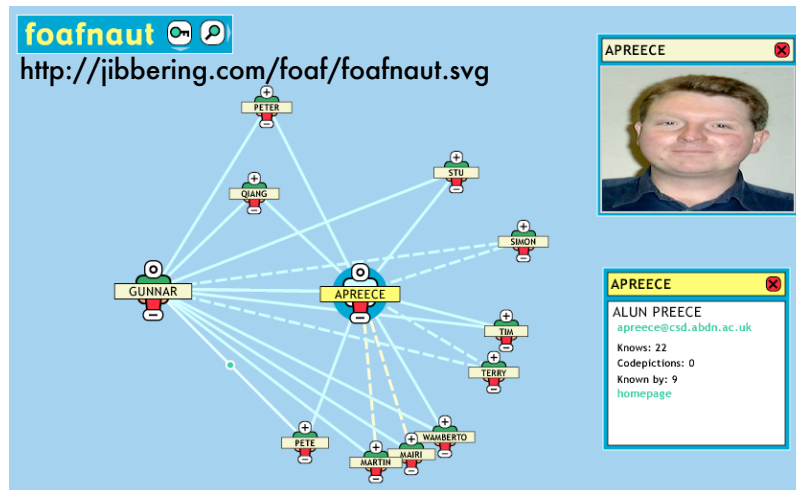 foafnaut
http://jibbering.com/foaf/foafnaut.svg
APREECE
PETER
STU
QIANG
SIMON
GUNNAR
APREECE
TIM
TERRY
PETE
WAMBERTO
MAIRI
MARTIN
APREECE
ALUN PREECE
apreece@csd.abdn.ac.uk
Knows: 22
Codepictions: 0
Known by: 9
homepage